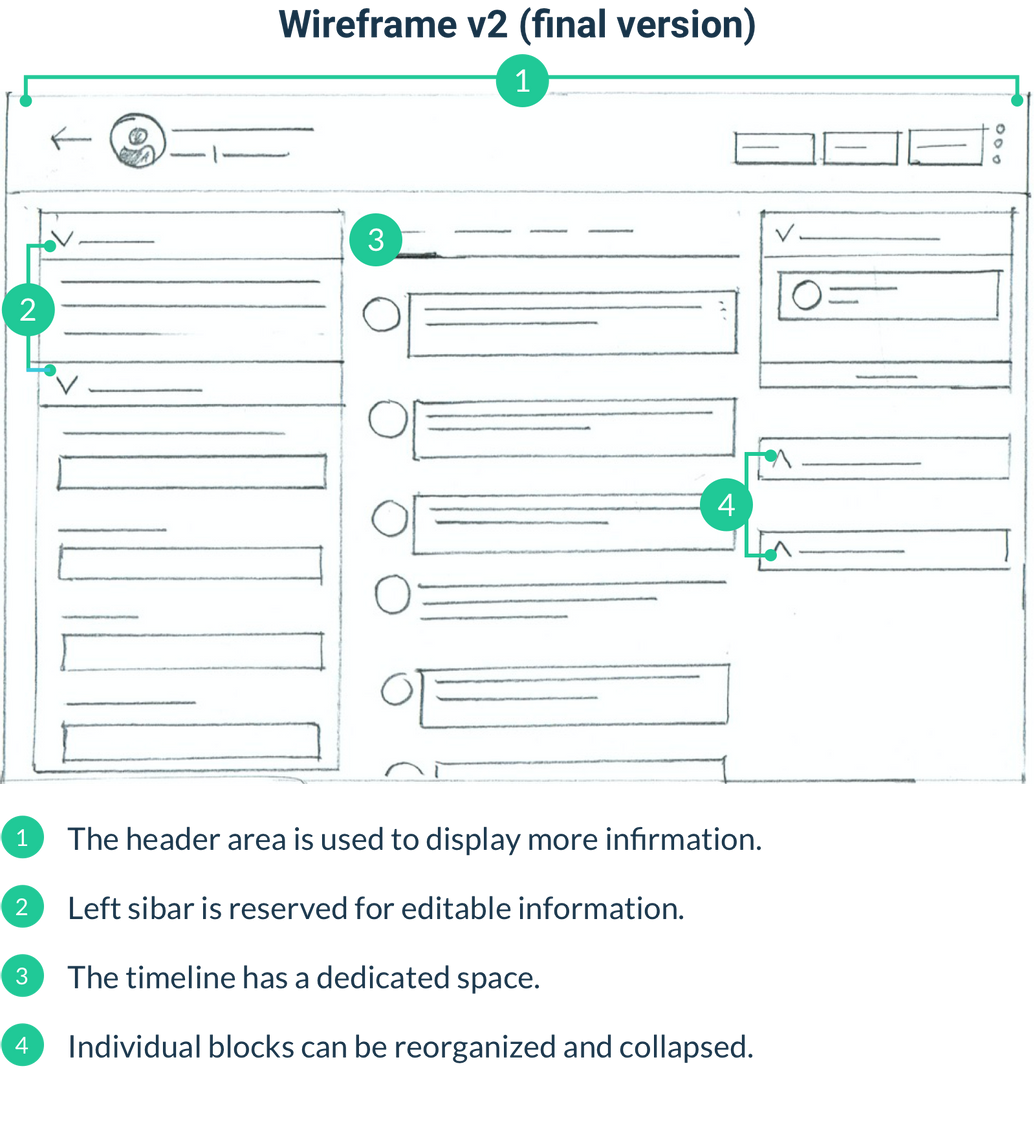 Wireframe v2 (final version)
1
3
2
4
1 The header area is used to display more infirmation.
2 Left sibar is reserved for editable information.
3 The timeline has a dedicated space.
4 Individual blocks can be reorganized and collapsed.